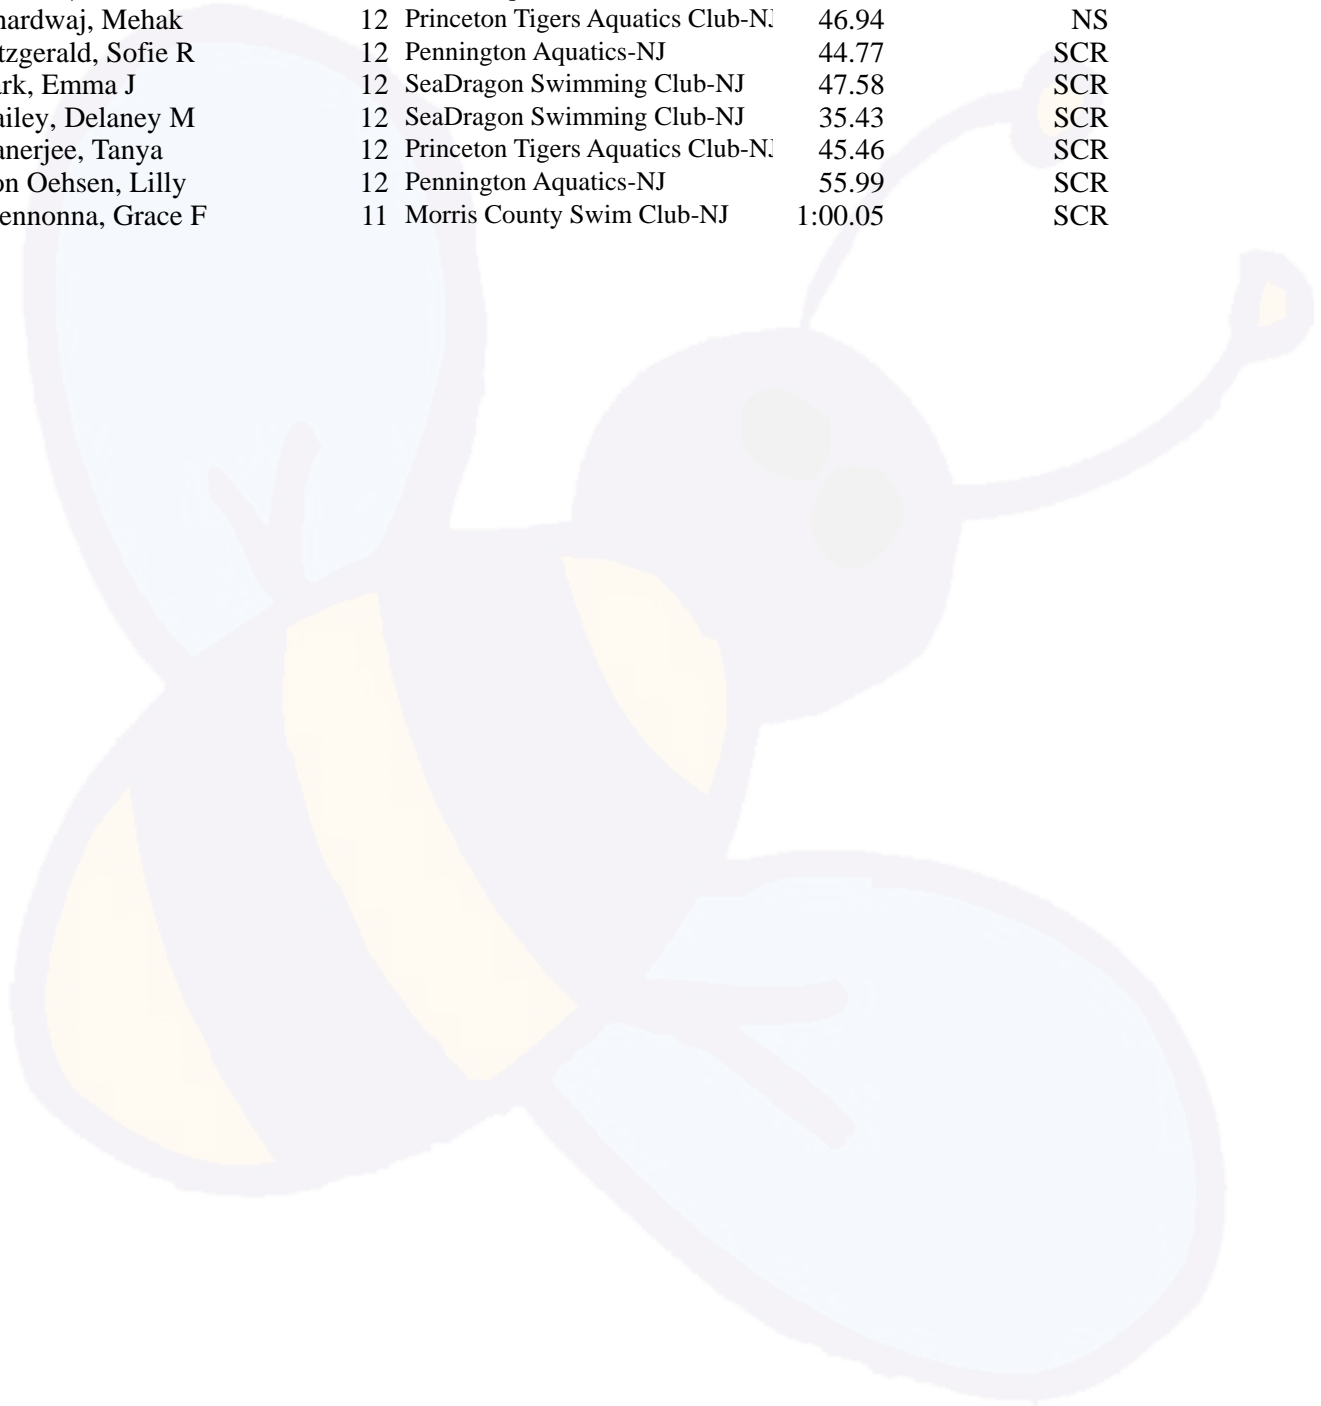 hardwaj, Mehak 12 Princeton Tigers Aquatics Club-NJ 46.94 NS
tzgerald, Sofie R 12 Pennington Aquatics-NJ 44.77 SCR
ark, Emma J 12 SeaDragon Swimming Club-NJ 47.58 SCR
ailey, Delaney M 12 SeaDragon Swimming Club-NJ 35.43 SCR
anerjee, Tanya 12 Princeton Tigers Aquatics Club-NJ 45.46 SCR
on Oehsen, Lilly 12 Pennington Aquatics-NJ 55.99 SCR
ennonna, Grace F 11 Morris County Swim Club-NJ 1:00.05 SCR